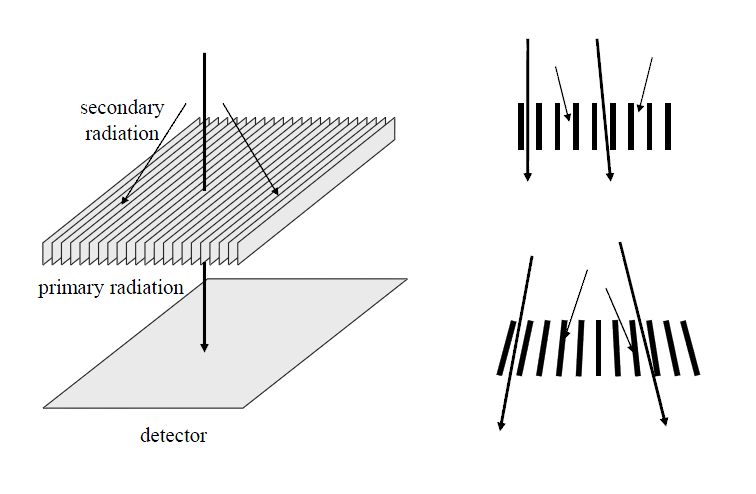 secondary
radiation
primary radiation
detector